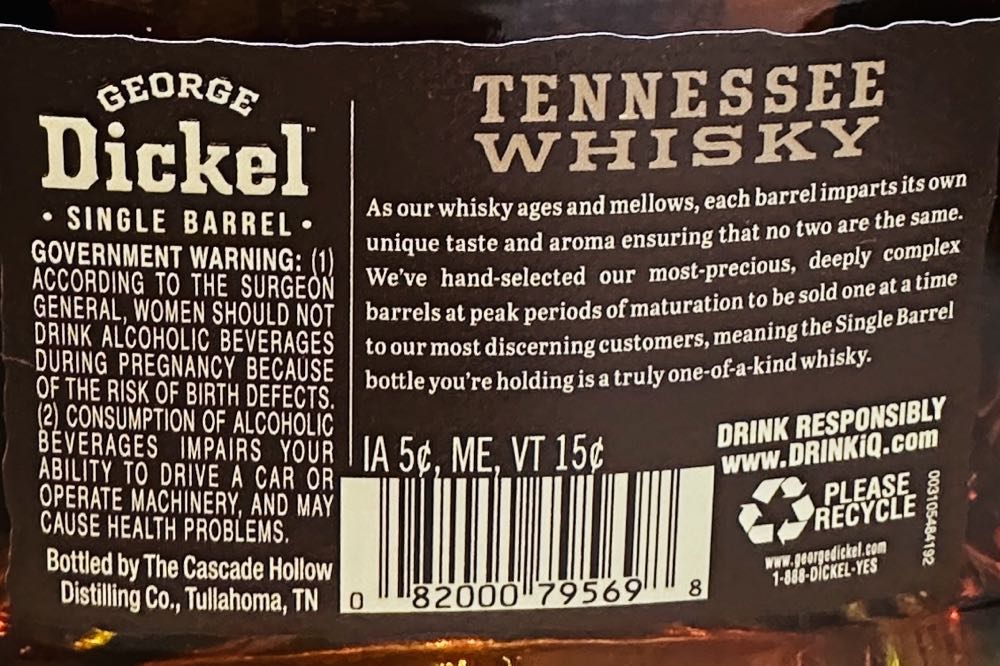 GEORGE
Dickel™
• SINGLE BARREL •
GOVERNMENT WARNING: (1)
ACCORDING TO THE SURGEON
GENERAL, WOMEN SHOULD NOT
DRINK ALCOHOLIC BEVERAGES
DURING PREGNANCY BECAUSE
OF THE RISK OF BIRTH DEFECTS.
(2) CONSUMPTION OF ALCOHOLIC
BEVERAGES IMPAIRS YOUR
ABILITY TO DRIVE A CAR OR
OPERATE MACHINERY, AND MAY
CAUSE HEALTH PROBLEMS.
Bottled by The Cascade Hollow
Distilling Co., Tullahoma, TN
TENNESSEE
WHISKY
As our whisky ages and mellows, each barrel imparts its own
unique taste and aroma ensuring that no two are the same.
We've hand-selected our most-precious, deeply complex
barrels at peak periods of maturation to be sold one at a time
to our most discerning customers, meaning the Single Barrel
bottle you're holding is a truly one-of-a-kind whisky.
IA 5¢, ME, VT 15¢
0 82000 79569 8
DRINK RESPONSIBLY
www.DRINKiQ.com
PLEASE
RECYCLE
www.georgedickel.com
1-888-DICKEL-YES
003105484192